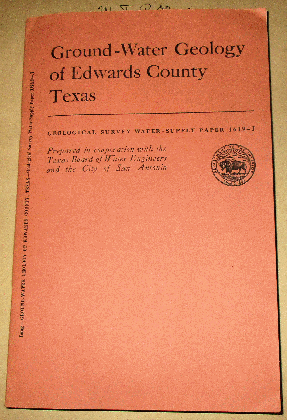 Ground-Water Geology
of Edwards County
Texas
GEOLOGICAL SURVEY WATER-SUPPLY PAPER 1619-J
Prepared in cooperation with the
Texas Board of Water Engineers
and the City of San Antonio